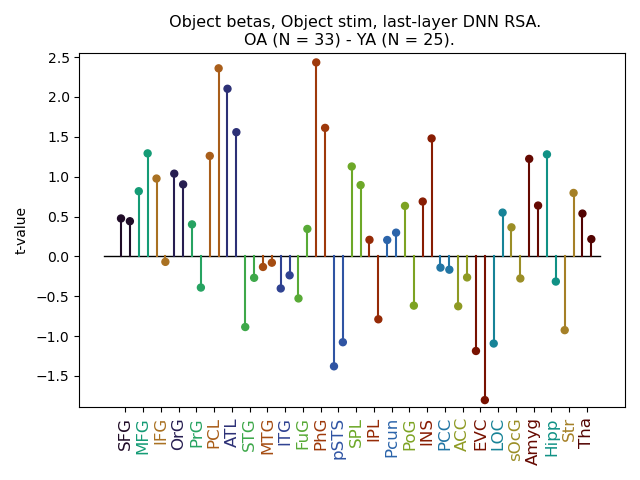 Object betas, Object stim, last-layer DNN RSA.
OA (N = 33) - YA (N = 25).
2.5
2.0
1.5
1.0
0.5
0.0
−0.5
−1.0
−1.5
t-value
SFG
MFG
IFG
OrG
PrG
PCL
ATL
STG
MTG
ITG
FuG
PhG
pSTS
SPL
IPL
Pcun
PoG
INS
PCC
ACC
EVC
LOC
sOcG
Amyg
Hipp
Str
Tha